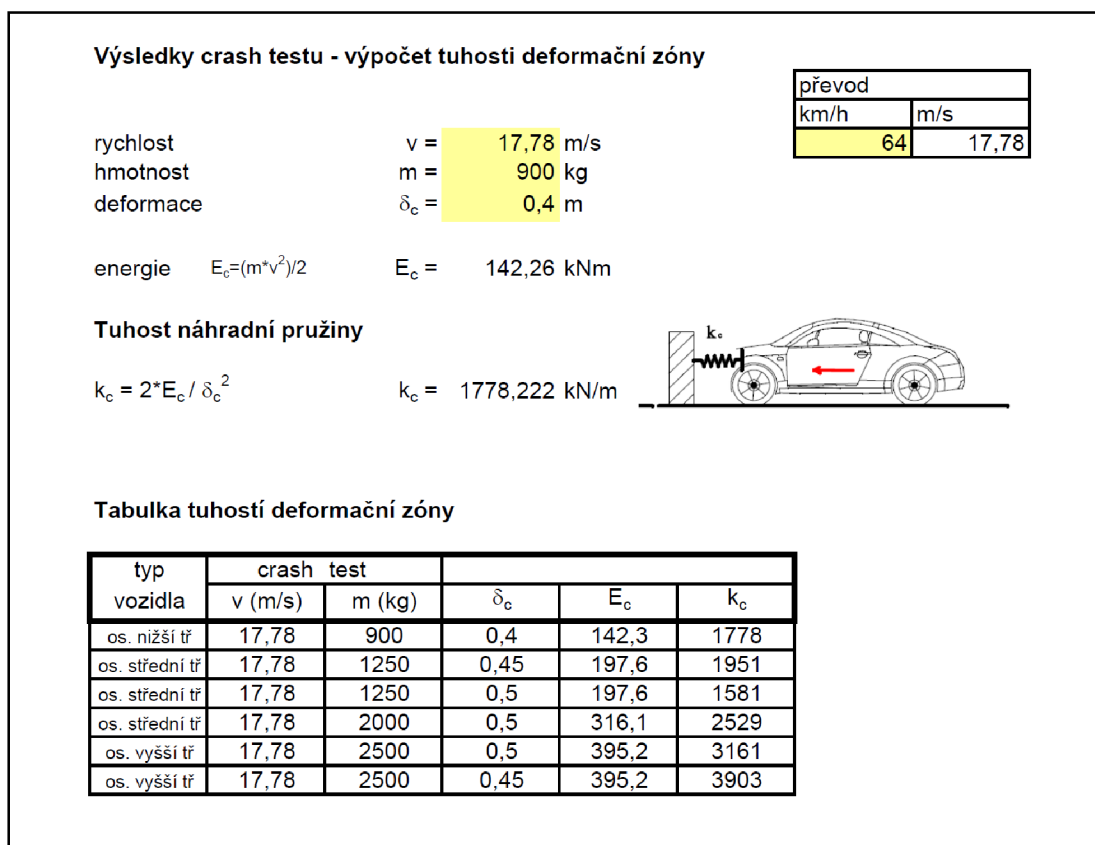 Výsledky crash testu - výpočet tuhosti deformační zóny
převod
km/h m/s
64 17,78
rychlost v = 17,78 m/s
hmotnost m = 900 kg
deformace δc = 0,4 m
energie Ec=(m*v²)/2 Ec = 142,26 kNm
Tuhost náhradní pružiny
kc
kc = 2*Ec / δc² kc = 1778,222 kN/m
Tabulka tuhostí deformační zóny
typ crash test
vozidla v (m/s) m (kg) δc Ec kc
os. nižší tř 17,78 900 0,4 142,3 1778
os. střední tř 17,78 1250 0,45 197,6 1951
os. střední tř 17,78 1250 0,5 197,6 1581
os. střední tř 17,78 2000 0,5 316,1 2529
os. vyšší tř 17,78 2500 0,5 395,2 3161
os. vyšší tř 17,78 2500 0,45 395,2 3903